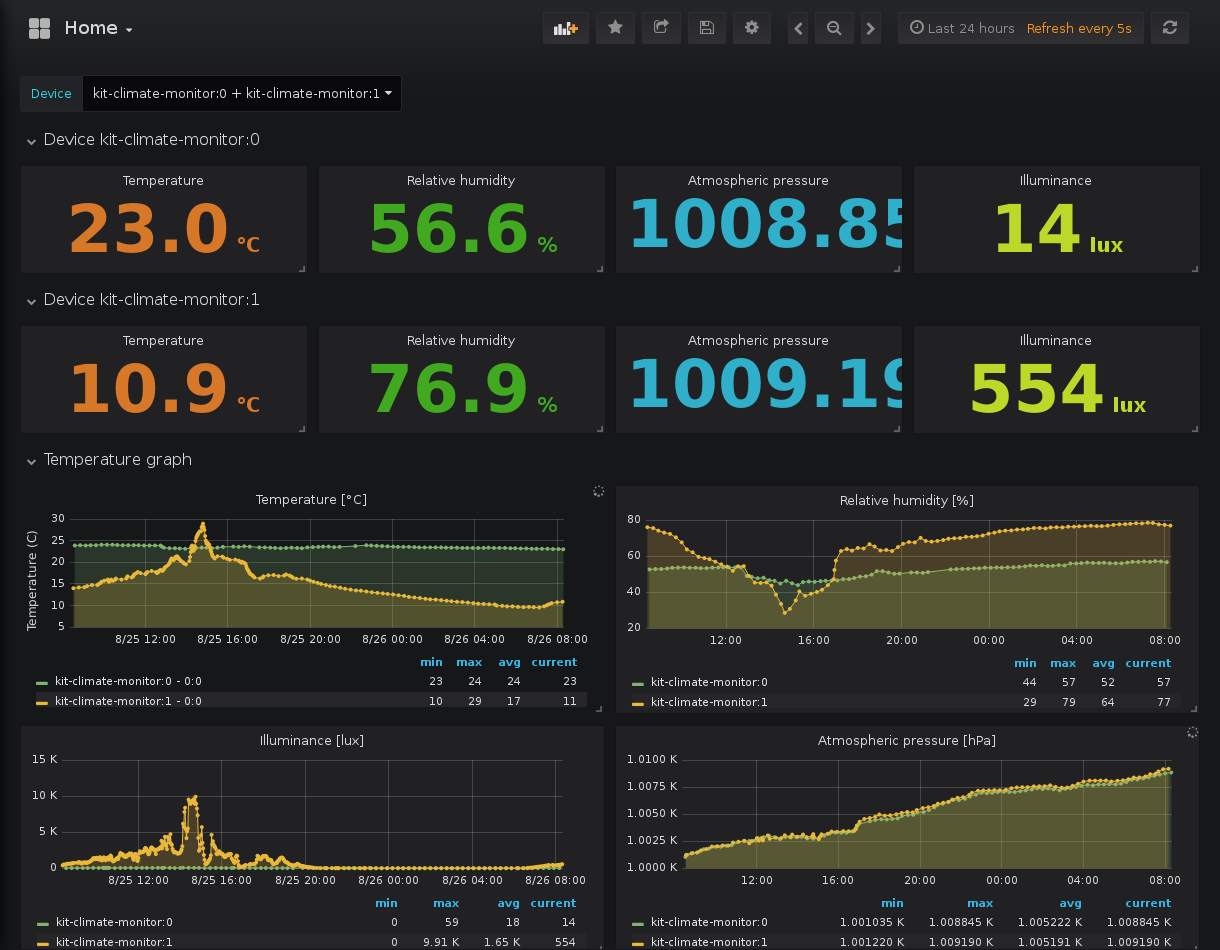 Home
Last 24 hours Refresh every 5s
Device kit-climate-monitor:0 + kit-climate-monitor:1
Device kit-climate-monitor:0
Temperature Relative humidity Atmospheric pressure Illuminance
23.0 °C 56.6 % 1008.85 14 lux
Device kit-climate-monitor:1
Temperature Relative humidity Atmospheric pressure Illuminance
10.9 °C 76.9 % 1009.19 554 lux
Temperature graph
Temperature [°C]
Temperature (C)
30
25
20
15
10
5
8/25 12:00 8/25 16:00 8/25 20:00 8/26 00:00 8/26 04:00 8/26 08:00
min max avg current
kit-climate-monitor:0 - 0:0 23 24 24 23
kit-climate-monitor:1 - 0:0 10 29 17 11
Relative humidity [%]
80
60
40
20
12:00 16:00 20:00 00:00 04:00 08:00
min max avg current
kit-climate-monitor:0 44 57 52 57
kit-climate-monitor:1 29 79 64 77
Illuminance [lux]
15 K
10 K
5 K
0
8/25 12:00 8/25 16:00 8/25 20:00 8/26 00:00 8/26 04:00 8/26 08:00
min max avg current
kit-climate-monitor:0 0 59 18 14
kit-climate-monitor:1 0 9.91 K 1.65 K 554
Atmospheric pressure [hPa]
1.0100 K
1.0075 K
1.0050 K
1.0025 K
1.0000 K
12:00 16:00 20:00 00:00 04:00 08:00
min max avg current
kit-climate-monitor:0 1.001035 K 1.008845 K 1.005222 K 1.008845 K
kit-climate-monitor:1 1.001220 K 1.009190 K 1.005191 K 1.009190 K